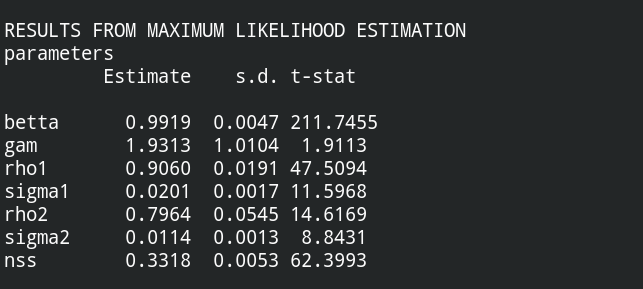 RESULTS FROM MAXIMUM LIKELIHOOD ESTIMATION
parameters
Estimate s.d. t-stat
betta 0.9919 0.0047 211.7455
gam 1.9313 1.0104 1.9113
rho1 0.9060 0.0191 47.5094
sigma1 0.0201 0.0017 11.5968
rho2 0.7964 0.0545 14.6169
sigma2 0.0114 0.0013 8.8431
nss 0.3318 0.0053 62.3993